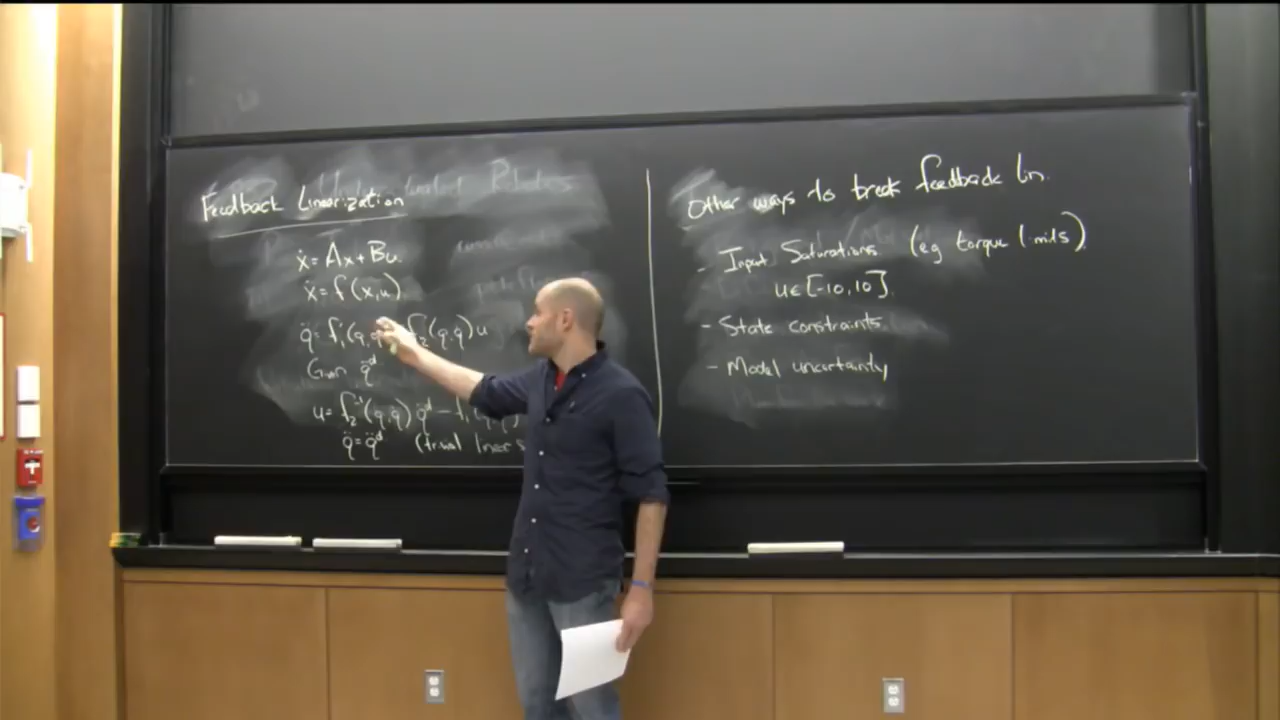 Feedback Linearization
ẋ = Ax + Bu.
ẋ = f(x,u)
q̈ = f₁(q, f₂(q,q̇)u
Given q̈ᵈ
u = f₂⁻¹(q,q̇) q̈ᵈ - f₁(q,q̇)
q̈ = q̈ᵈ (trivial linear s
Other ways to break feedback lin.
- Input Saturations (eg torque limits)
u∈[-10,10].
- State constraints
- Model uncertainty